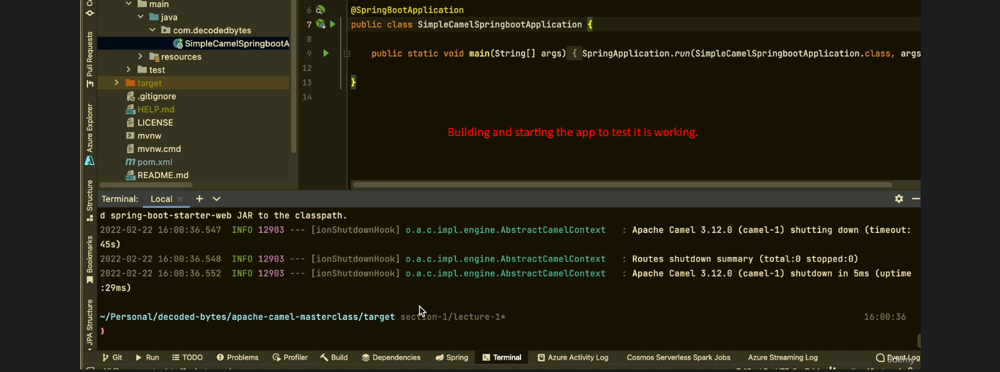 main
java
com.decodedbytes
SimpleCamelSpringbootA
resources
test
target
.gitignore
HELP.md
LICENSE
mvnw
mvnw.cmd
pom.xml
README.md
Pull Requests
Azure Explorer
Structure
Bookmarks
JPA Structure
6 @SpringBootApplication
7 public class SimpleCamelSpringbootApplication {
8
9 public static void main(String[] args) { SpringApplication.run(SimpleCamelSpringbootApplication.class, args
12
13 }
14
Building and starting the app to test it is working.
Terminal: Local × +
d spring-boot-starter-web JAR to the classpath.
2022-02-22 16:00:36.547 INFO 12903 --- [ionShutdownHook] o.a.c.impl.engine.AbstractCamelContext : Apache Camel 3.12.0 (camel-1) shutting down (timeout:
45s)
2022-02-22 16:00:36.548 INFO 12903 --- [ionShutdownHook] o.a.c.impl.engine.AbstractCamelContext : Routes shutdown summary (total:0 stopped:0)
2022-02-22 16:00:36.552 INFO 12903 --- [ionShutdownHook] o.a.c.impl.engine.AbstractCamelContext : Apache Camel 3.12.0 (camel-1) shutdown in 5ms (uptime
:29ms)
~/Personal/decoded-bytes/apache-camel-masterclass/target section-1/lecture-1* 16:00:36
❯
Git Run TODO Problems Profiler Build Dependencies Spring Terminal Azure Activity Log Cosmos Serverless Spark Jobs Azure Streaming Log Event Log
udemy